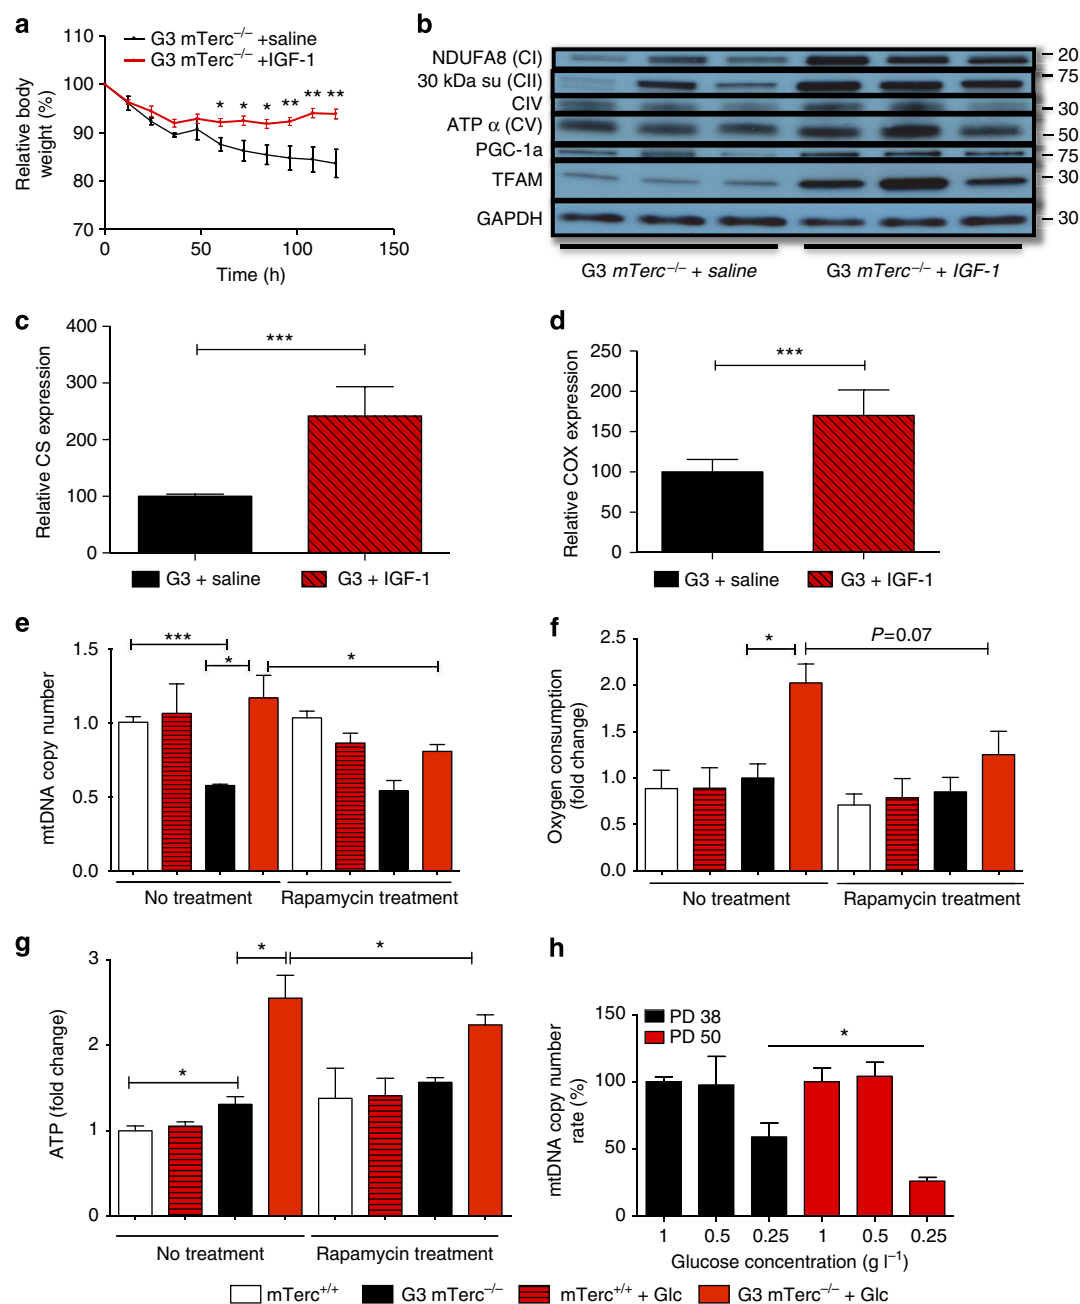 a
110
100
90
80
70
Relative body
weight (%)
G3 mTerc−/− +saline
G3 mTerc−/− +IGF-1
* * * ** ** **
0 50 100 150
Time (h)
b
NDUFA8 (CI)
30 kDa su (CII)
CIV
ATP α (CV)
PGC-1a
TFAM
GAPDH
20
75
30
50
75
30
30
G3 mTerc−/− + saline
G3 mTerc−/− + IGF-1
c
400
300
200
100
0
Relative CS expression
***
G3 + saline
G3 + IGF-1
d
250
200
150
100
50
0
Relative COX expression
***
G3 + saline
G3 + IGF-1
e
1.5
1.0
0.5
0.0
mtDNA copy number
***
*
*
No treatment
Rapamycin treatment
f
2.5
2.0
1.5
1.0
0.5
0.0
Oxygen consumption
(fold change)
*
P=0.07
No treatment
Rapamycin treatment
g
3
2
1
0
ATP (fold change)
*
*
*
No treatment
Rapamycin treatment
h
150
100
50
0
mtDNA copy number
rate (%)
PD 38
PD 50
*
1 0.5 0.25 1 0.5 0.25
Glucose concentration (g l−1)
mTerc+/+
G3 mTerc−/−
mTerc+/+ + Glc
G3 mTerc−/− + Glc